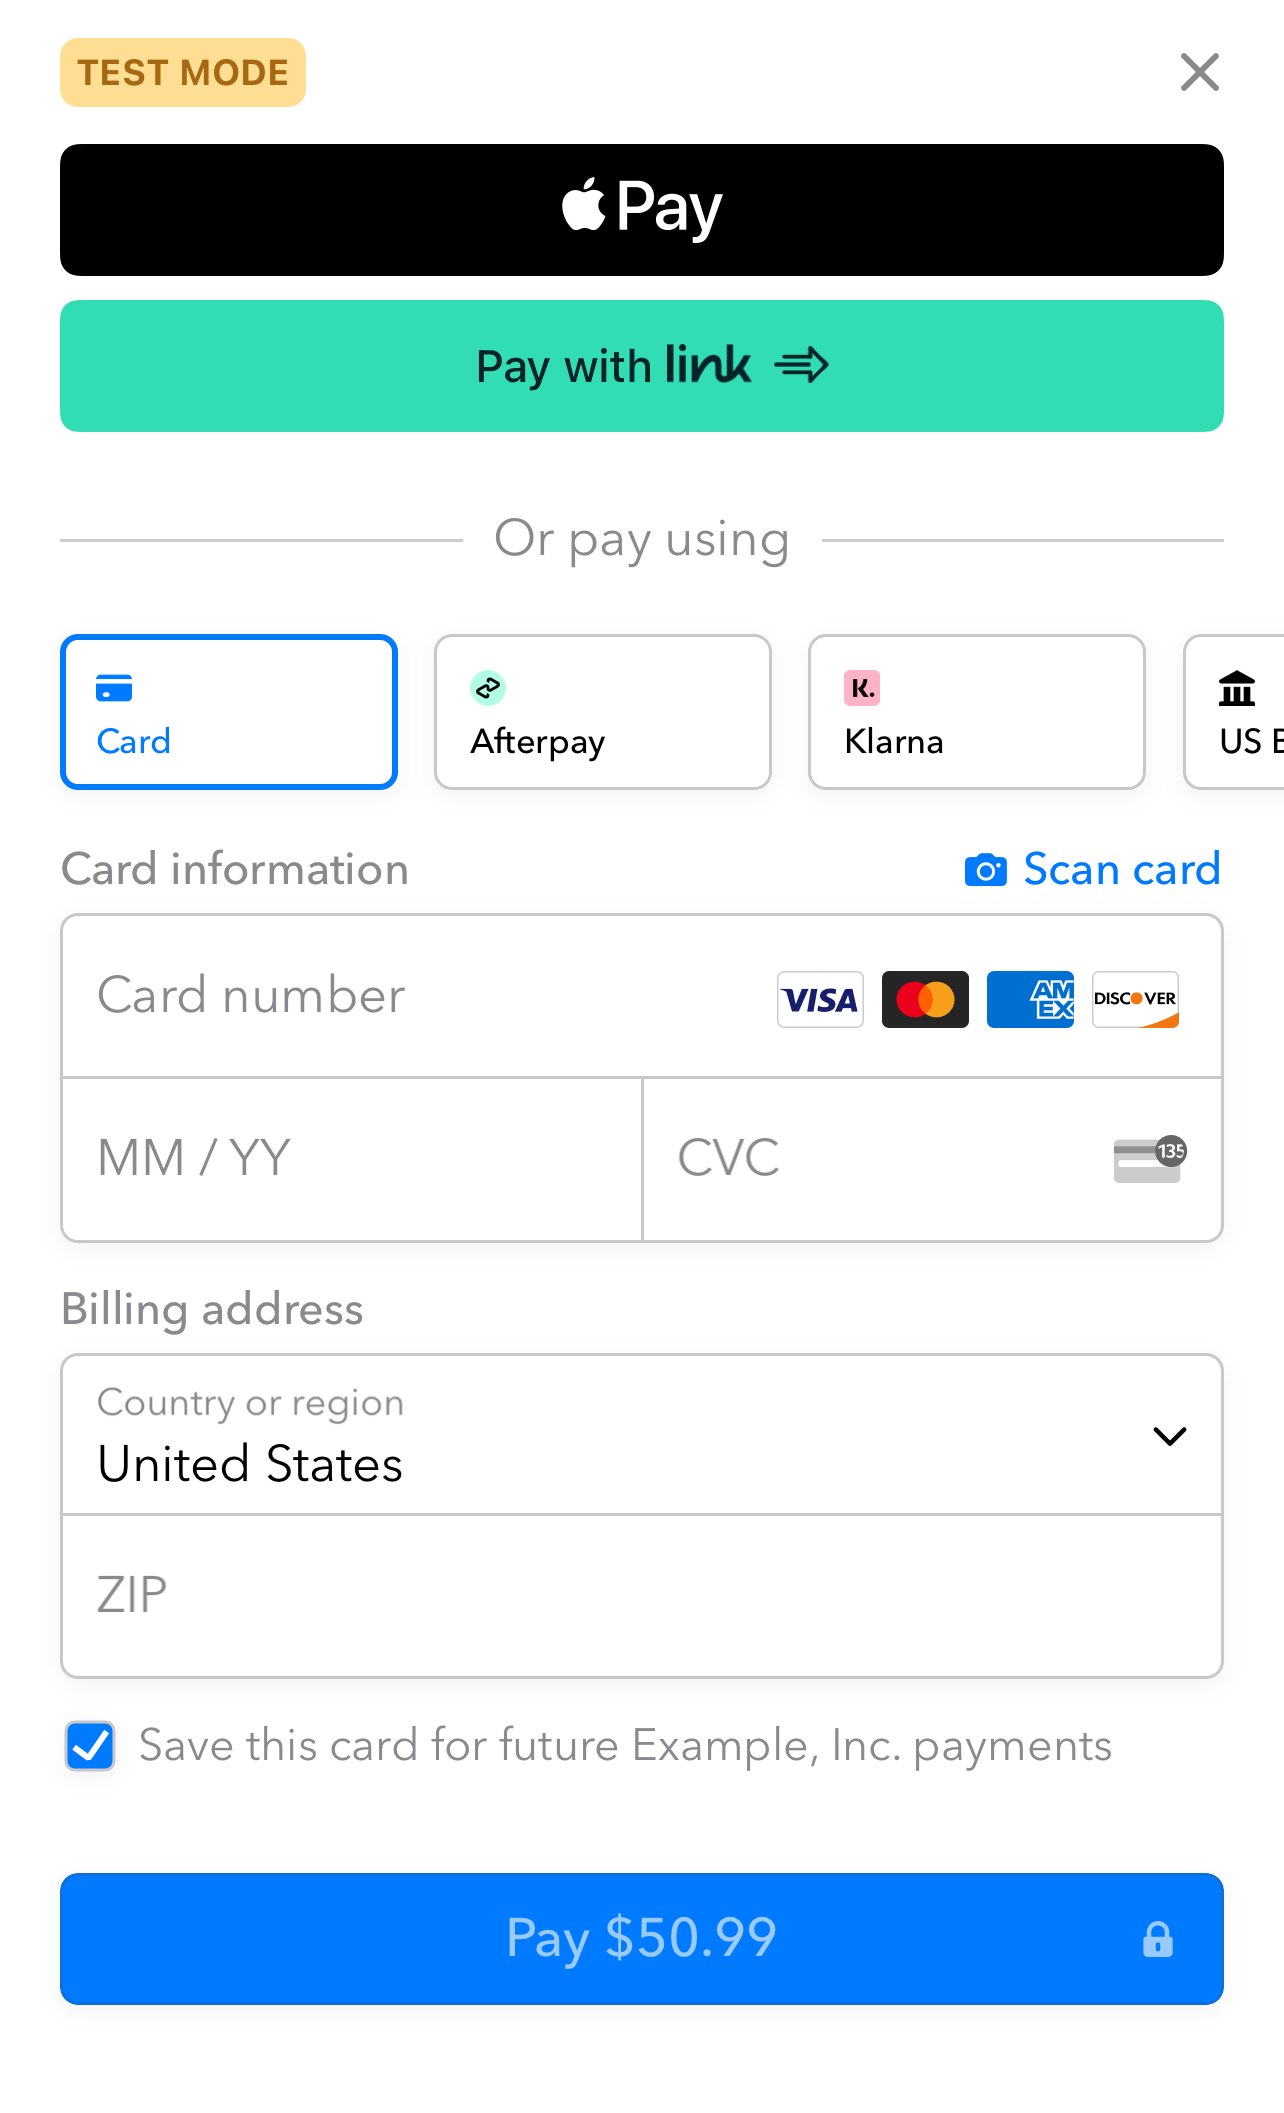 TEST MODE
Pay
Pay with link
Or pay using
Card
Afterpay
K.
Klarna
US
Card information
Scan card
Card number
VISA
AM
EX
DISCOVER
MM / YY
CVC
135
Billing address
Country or region
United States
ZIP
Save this card for future Example, Inc. payments
Pay $50.99